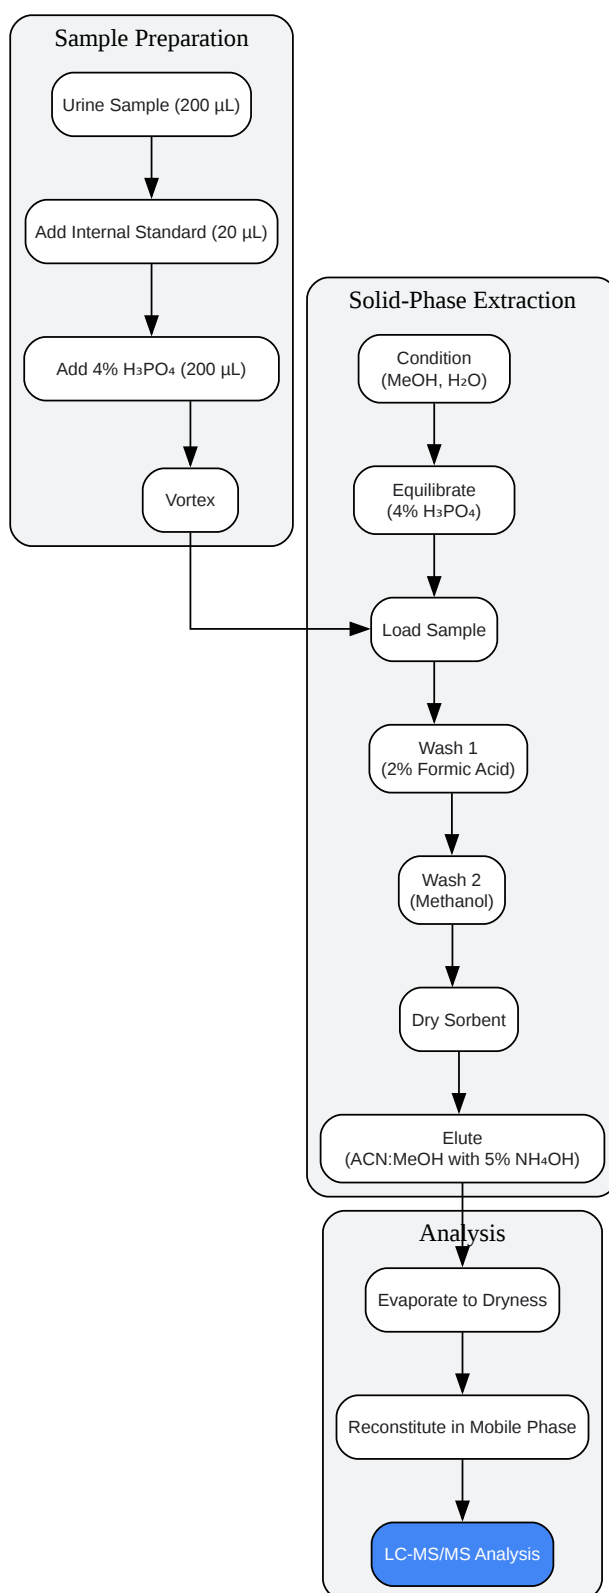 Sample Preparation
Urine Sample (200 µL)
Add Internal Standard (20 µL)
Add 4% H₃PO₄ (200 µL)
Vortex
Solid-Phase Extraction
Condition
(MeOH, H₂O)
Equilibrate
(4% H₃PO₄)
Load Sample
Wash 1
(2% Formic Acid)
Wash 2
(Methanol)
Dry Sorbent
Elute
(ACN:MeOH with 5% NH₄OH)
Analysis
Evaporate to Dryness
Reconstitute in Mobile Phase
LC-MS/MS Analysis